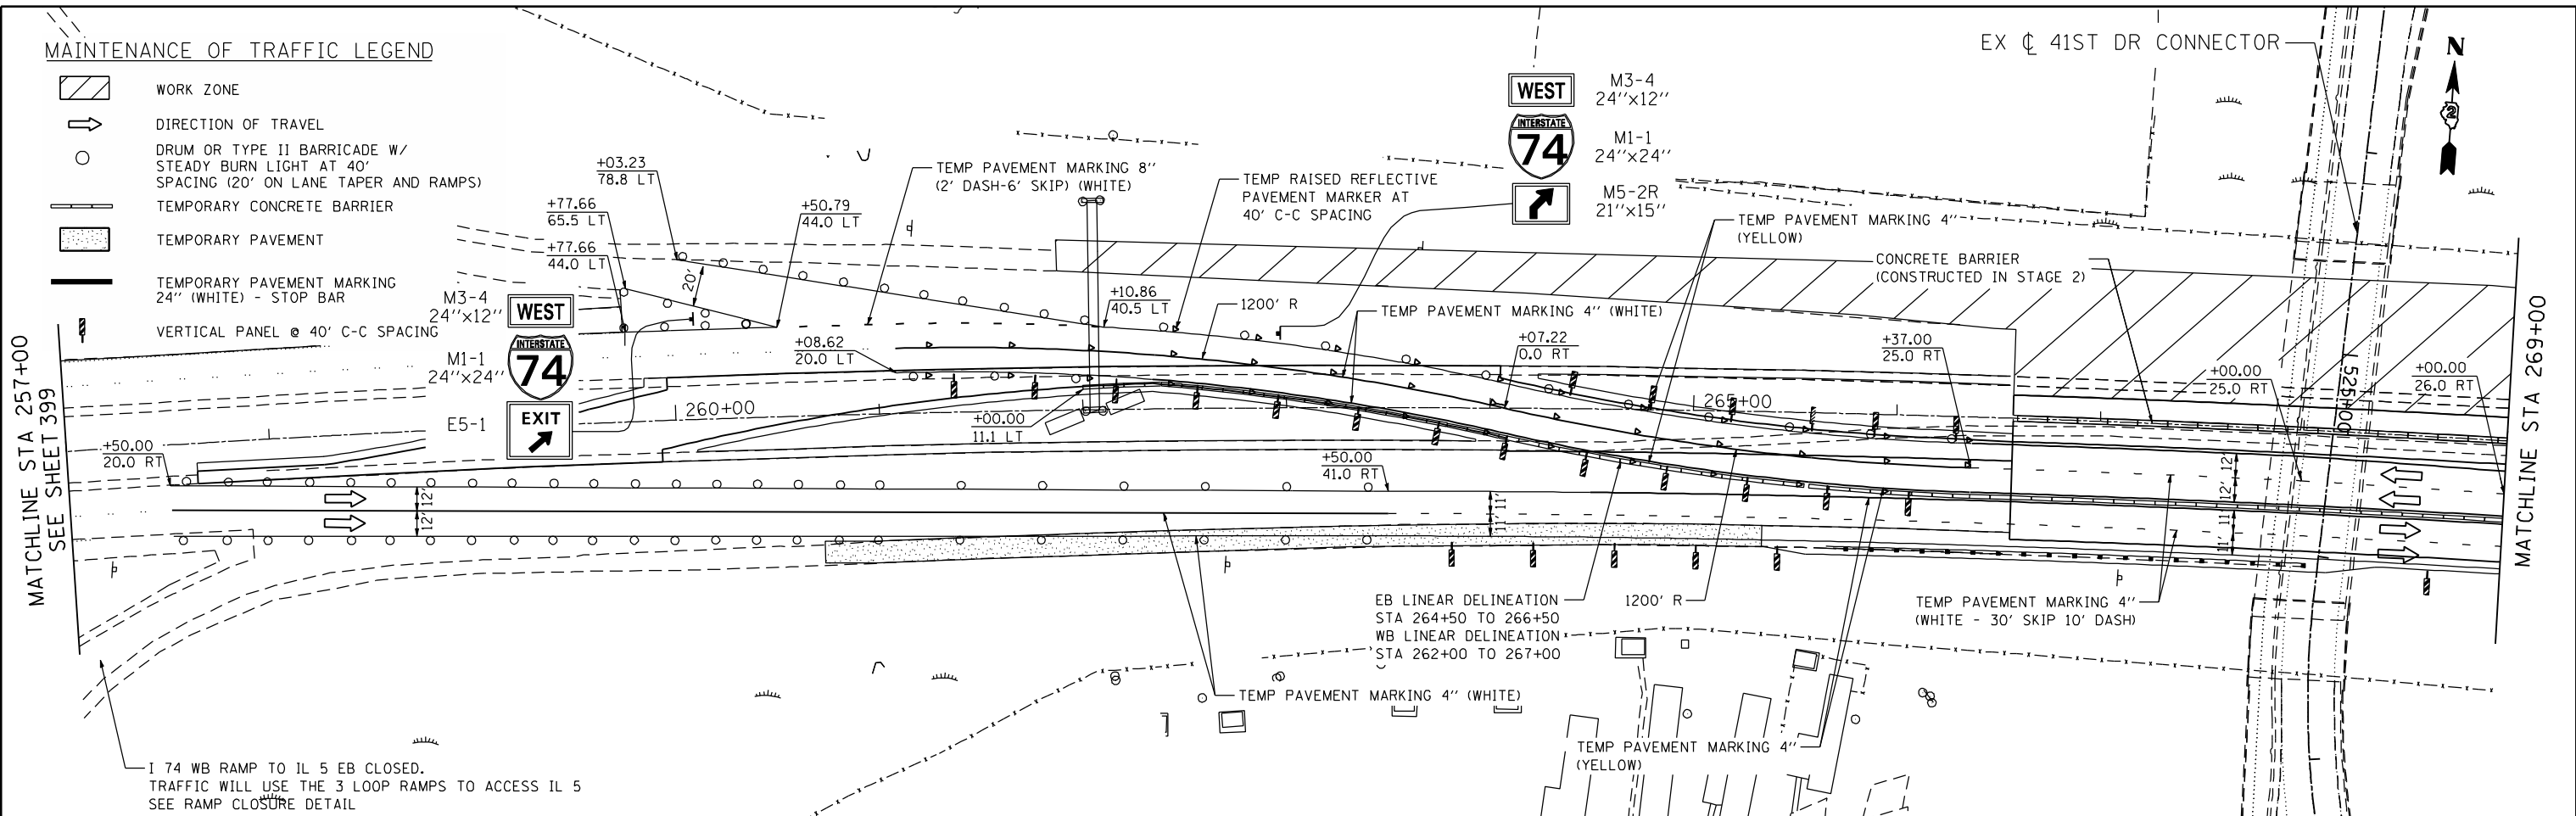 MAINTENANCE OF TRAFFIC LEGEND
WORK ZONE
DIRECTION OF TRAVEL
DRUM OR TYPE II BARRICADE W/
STEADY BURN LIGHT AT 40'
SPACING (20' ON LANE TAPER AND RAMPS)
TEMPORARY CONCRETE BARRIER
TEMPORARY PAVEMENT
TEMPORARY PAVEMENT MARKING
24" (WHITE) - STOP BAR
VERTICAL PANEL @ 40' C-C SPACING
M3-4
24"x12"
WEST
M1-1
24"x24"
INTERSTATE
74
E5-1
EXIT
+03.23
78.8 LT
+77.66
65.5 LT
+77.66
44.0 LT
20'
+50.79
44.0 LT
TEMP PAVEMENT MARKING 8"
(2' DASH-6' SKIP) (WHITE)
TEMP RAISED REFLECTIVE
PAVEMENT MARKER AT
40' C-C SPACING
WEST
M3-4
24"x12"
INTERSTATE
74
M1-1
24"x24"
M5-2R
21"x15"
TEMP PAVEMENT MARKING 4"
(YELLOW)
EX ℄ 41ST DR CONNECTOR
N
2
CONCRETE BARRIER
(CONSTRUCTED IN STAGE 2)
+10.86
40.5 LT
1200' R
TEMP PAVEMENT MARKING 4" (WHITE)
+08.62
20.0 LT
+07.22
0.0 RT
+37.00
25.0 RT
+00.00
25.0 RT
+00.00
26.0 RT
525+00
MATCHLINE STA 257+00
SEE SHEET 399
MATCHLINE STA 269+00
260+00
265+00
+00.00
11.1 LT
+50.00
20.0 RT
+50.00
41.0 RT
12'
12'
11'
11'
12'
12'
11'
11'
EB LINEAR DELINEATION
STA 264+50 TO 266+50
WB LINEAR DELINEATION
STA 262+00 TO 267+00
1200' R
TEMP PAVEMENT MARKING 4"
(WHITE - 30' SKIP 10' DASH)
TEMP PAVEMENT MARKING 4" (WHITE)
TEMP PAVEMENT MARKING 4"
(YELLOW)
I 74 WB RAMP TO IL 5 EB CLOSED.
TRAFFIC WILL USE THE 3 LOOP RAMPS TO ACCESS IL 5
SEE RAMP CLOSURE DETAIL